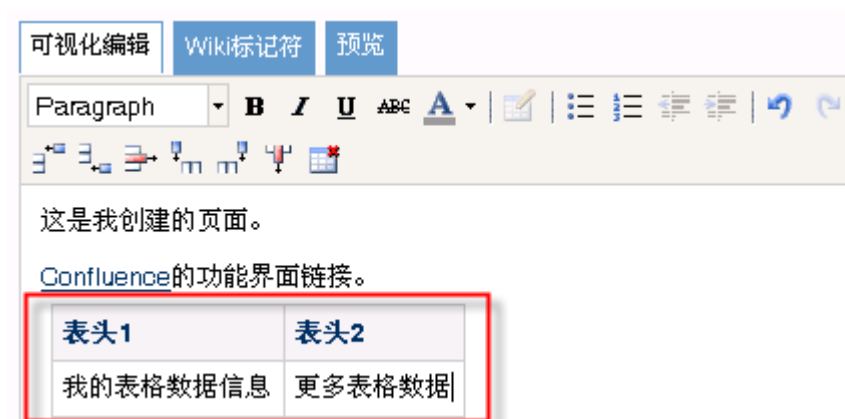 可视化编辑 Wiki标记符 预览
Paragraph B I U ABC A
这是我创建的页面。
Confluence的功能界面链接。
表头1 表头2
我的表格数据信息 更多表格数据